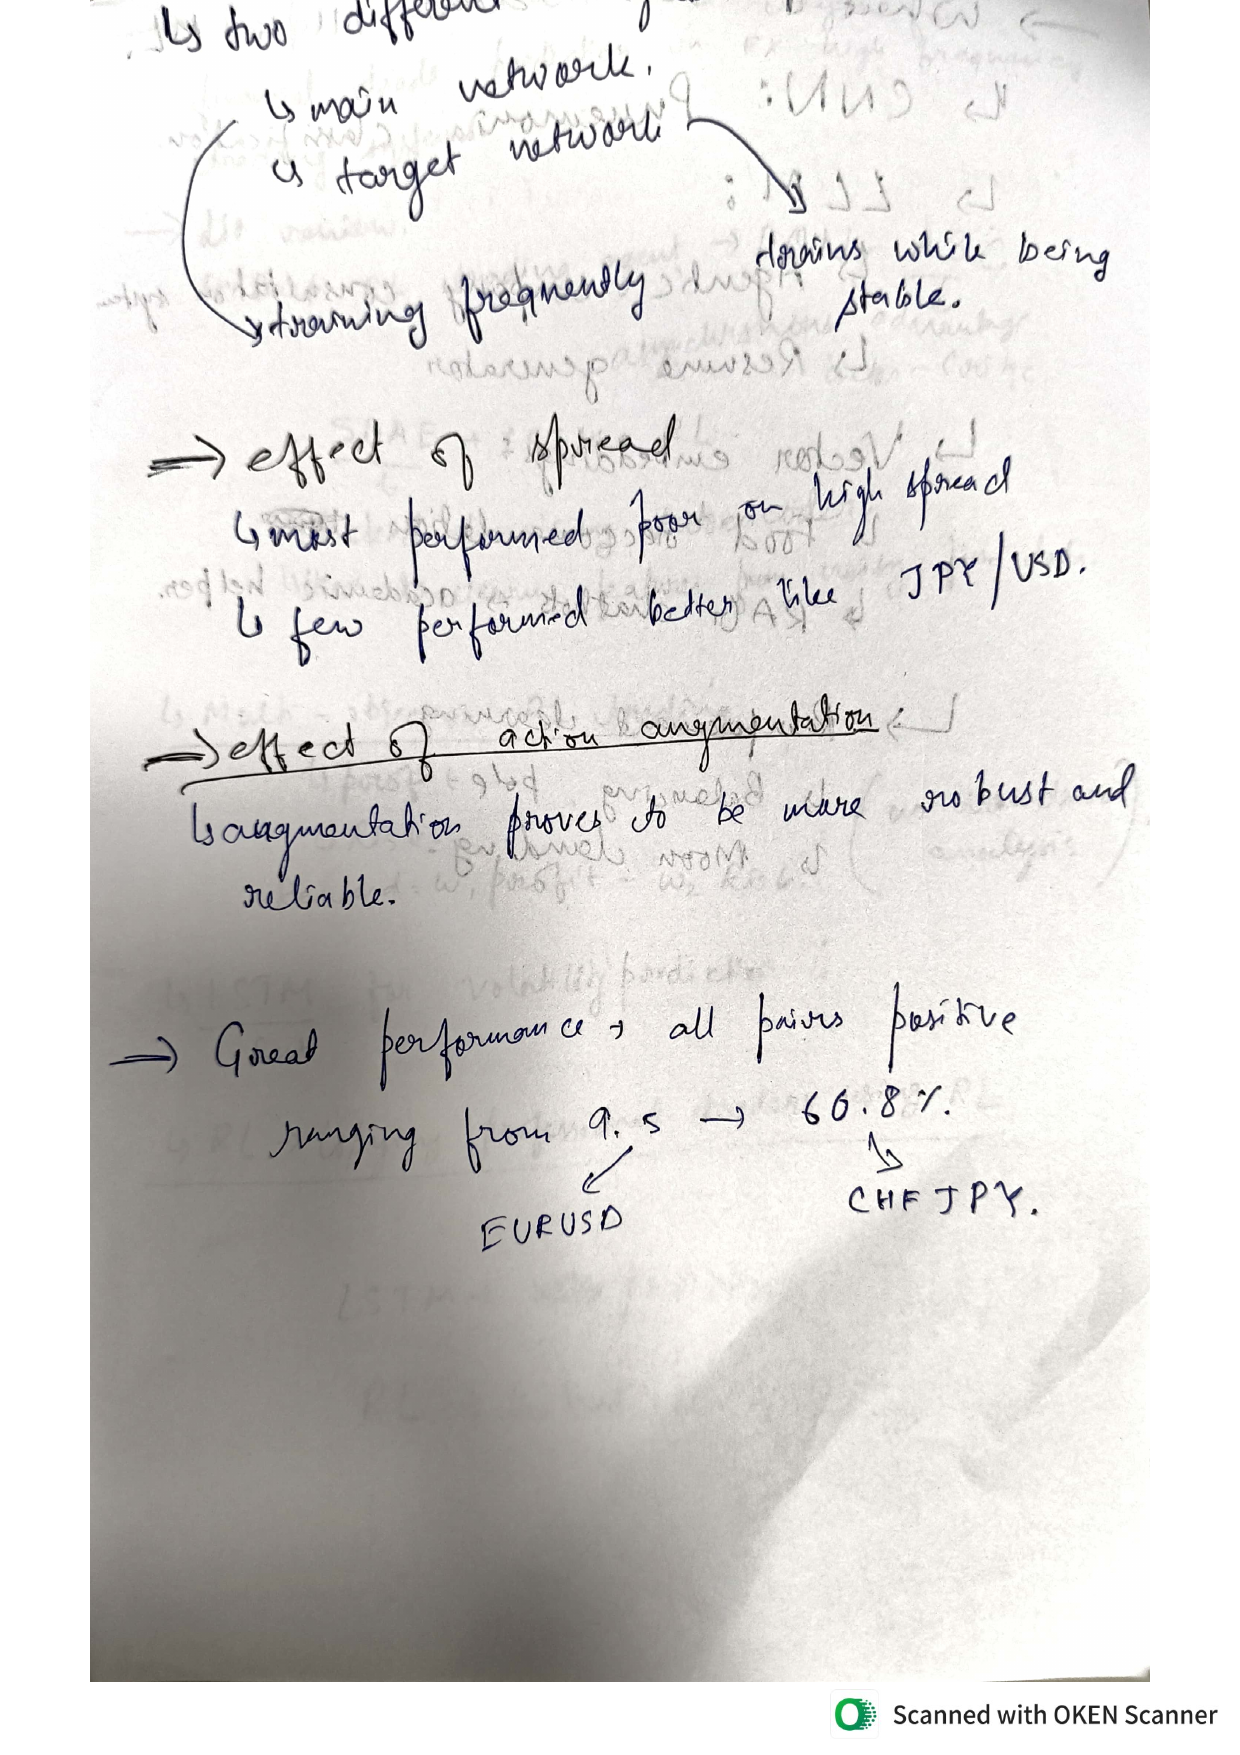 ↳ two different
↳ main network.
↳ target network
trains while being
stable.
training frequently
⇒ effect of spread
↳ most performed poor on high spread
↳ few performed better like JPY/USD.
→ effect of action augmentation
↳ augmentation proves to be more robust and
reliable.
⇒ Great performance, all pairs positive
ranging from 9.5 → 60.8%.
EURUSD
CHFJPY.
Scanned with OKEN Scanner